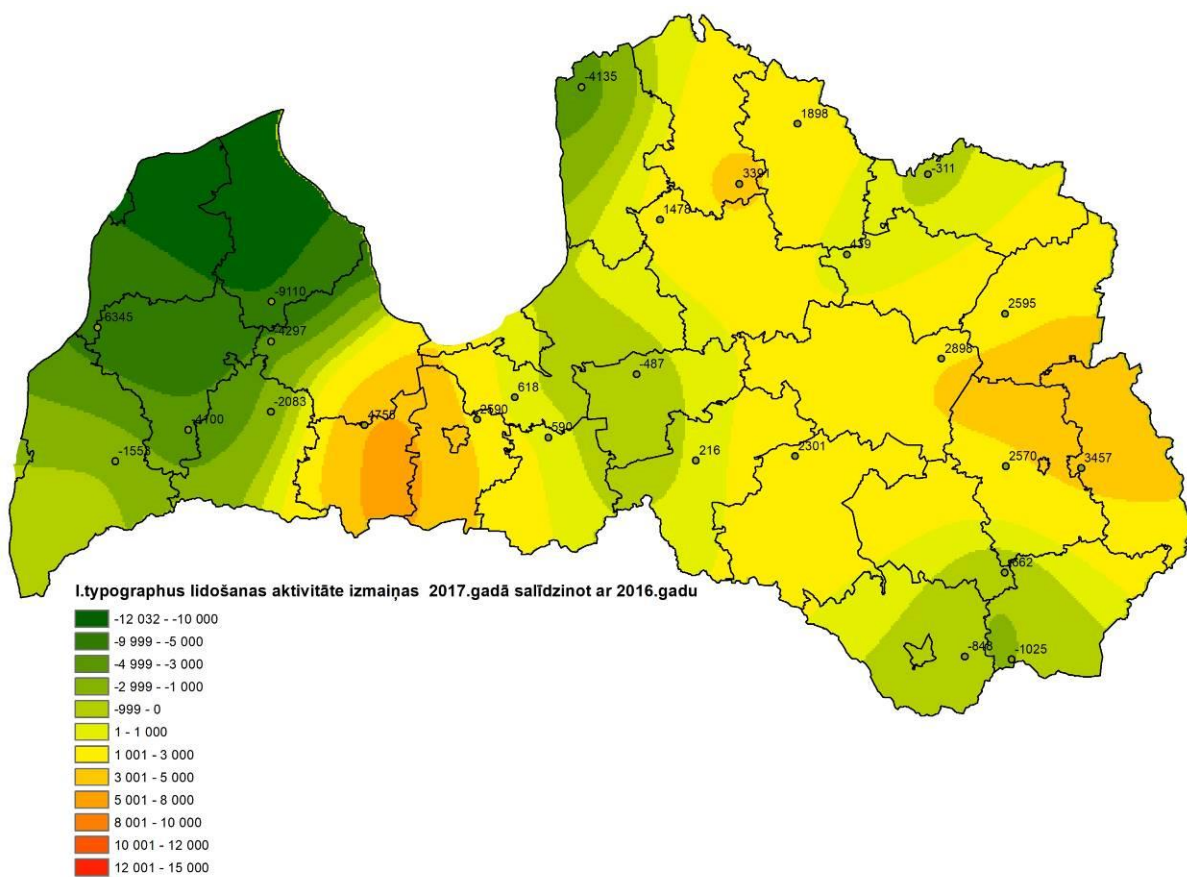 -4135
1898
3391
-311
1478
439
-9110
2595
6345
-4297
2898
-487
618
-2083
4758
2590
-590
4100
-1553
216
2301
2570
3457
662
-848
-1025
I.typographus lidošanas aktivitāte izmaiņas 2017.gadā salīdzinot ar 2016.gadu
-12 032 - -10 000
-9 999 - -5 000
-4 999 - -3 000
-2 999 - -1 000
-999 - 0
1 - 1 000
1 001 - 3 000
3 001 - 5 000
5 001 - 8 000
8 001 - 10 000
10 001 - 12 000
12 001 - 15 000